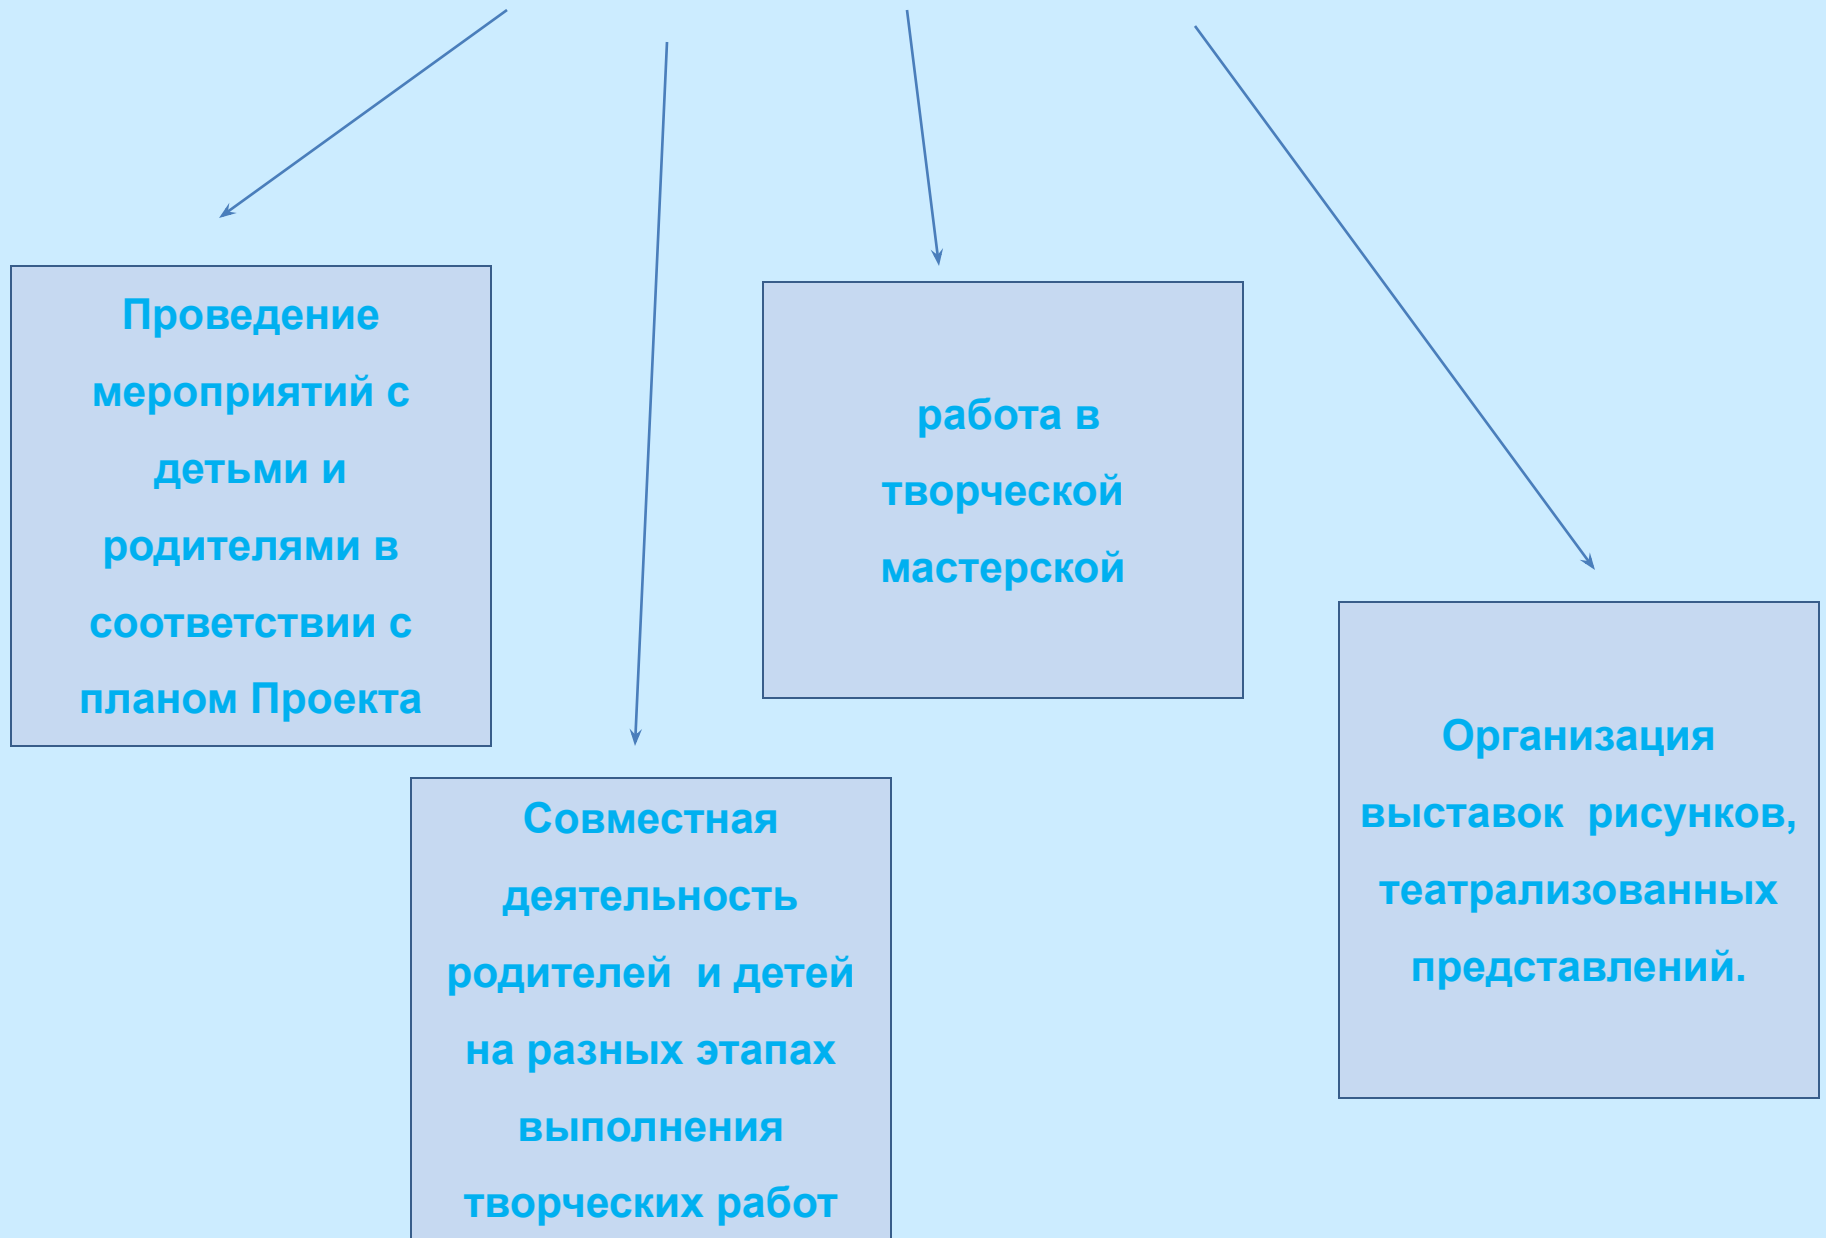 Проведение
мероприятий с
детьми и
родителями в
соответствии с
планом Проекта
Совместная
деятельность
родителей и детей
на разных этапах
выполнения
творческих работ
работа в
творческой
мастерской
Организация
выставок рисунков,
театрализованных
представлений.